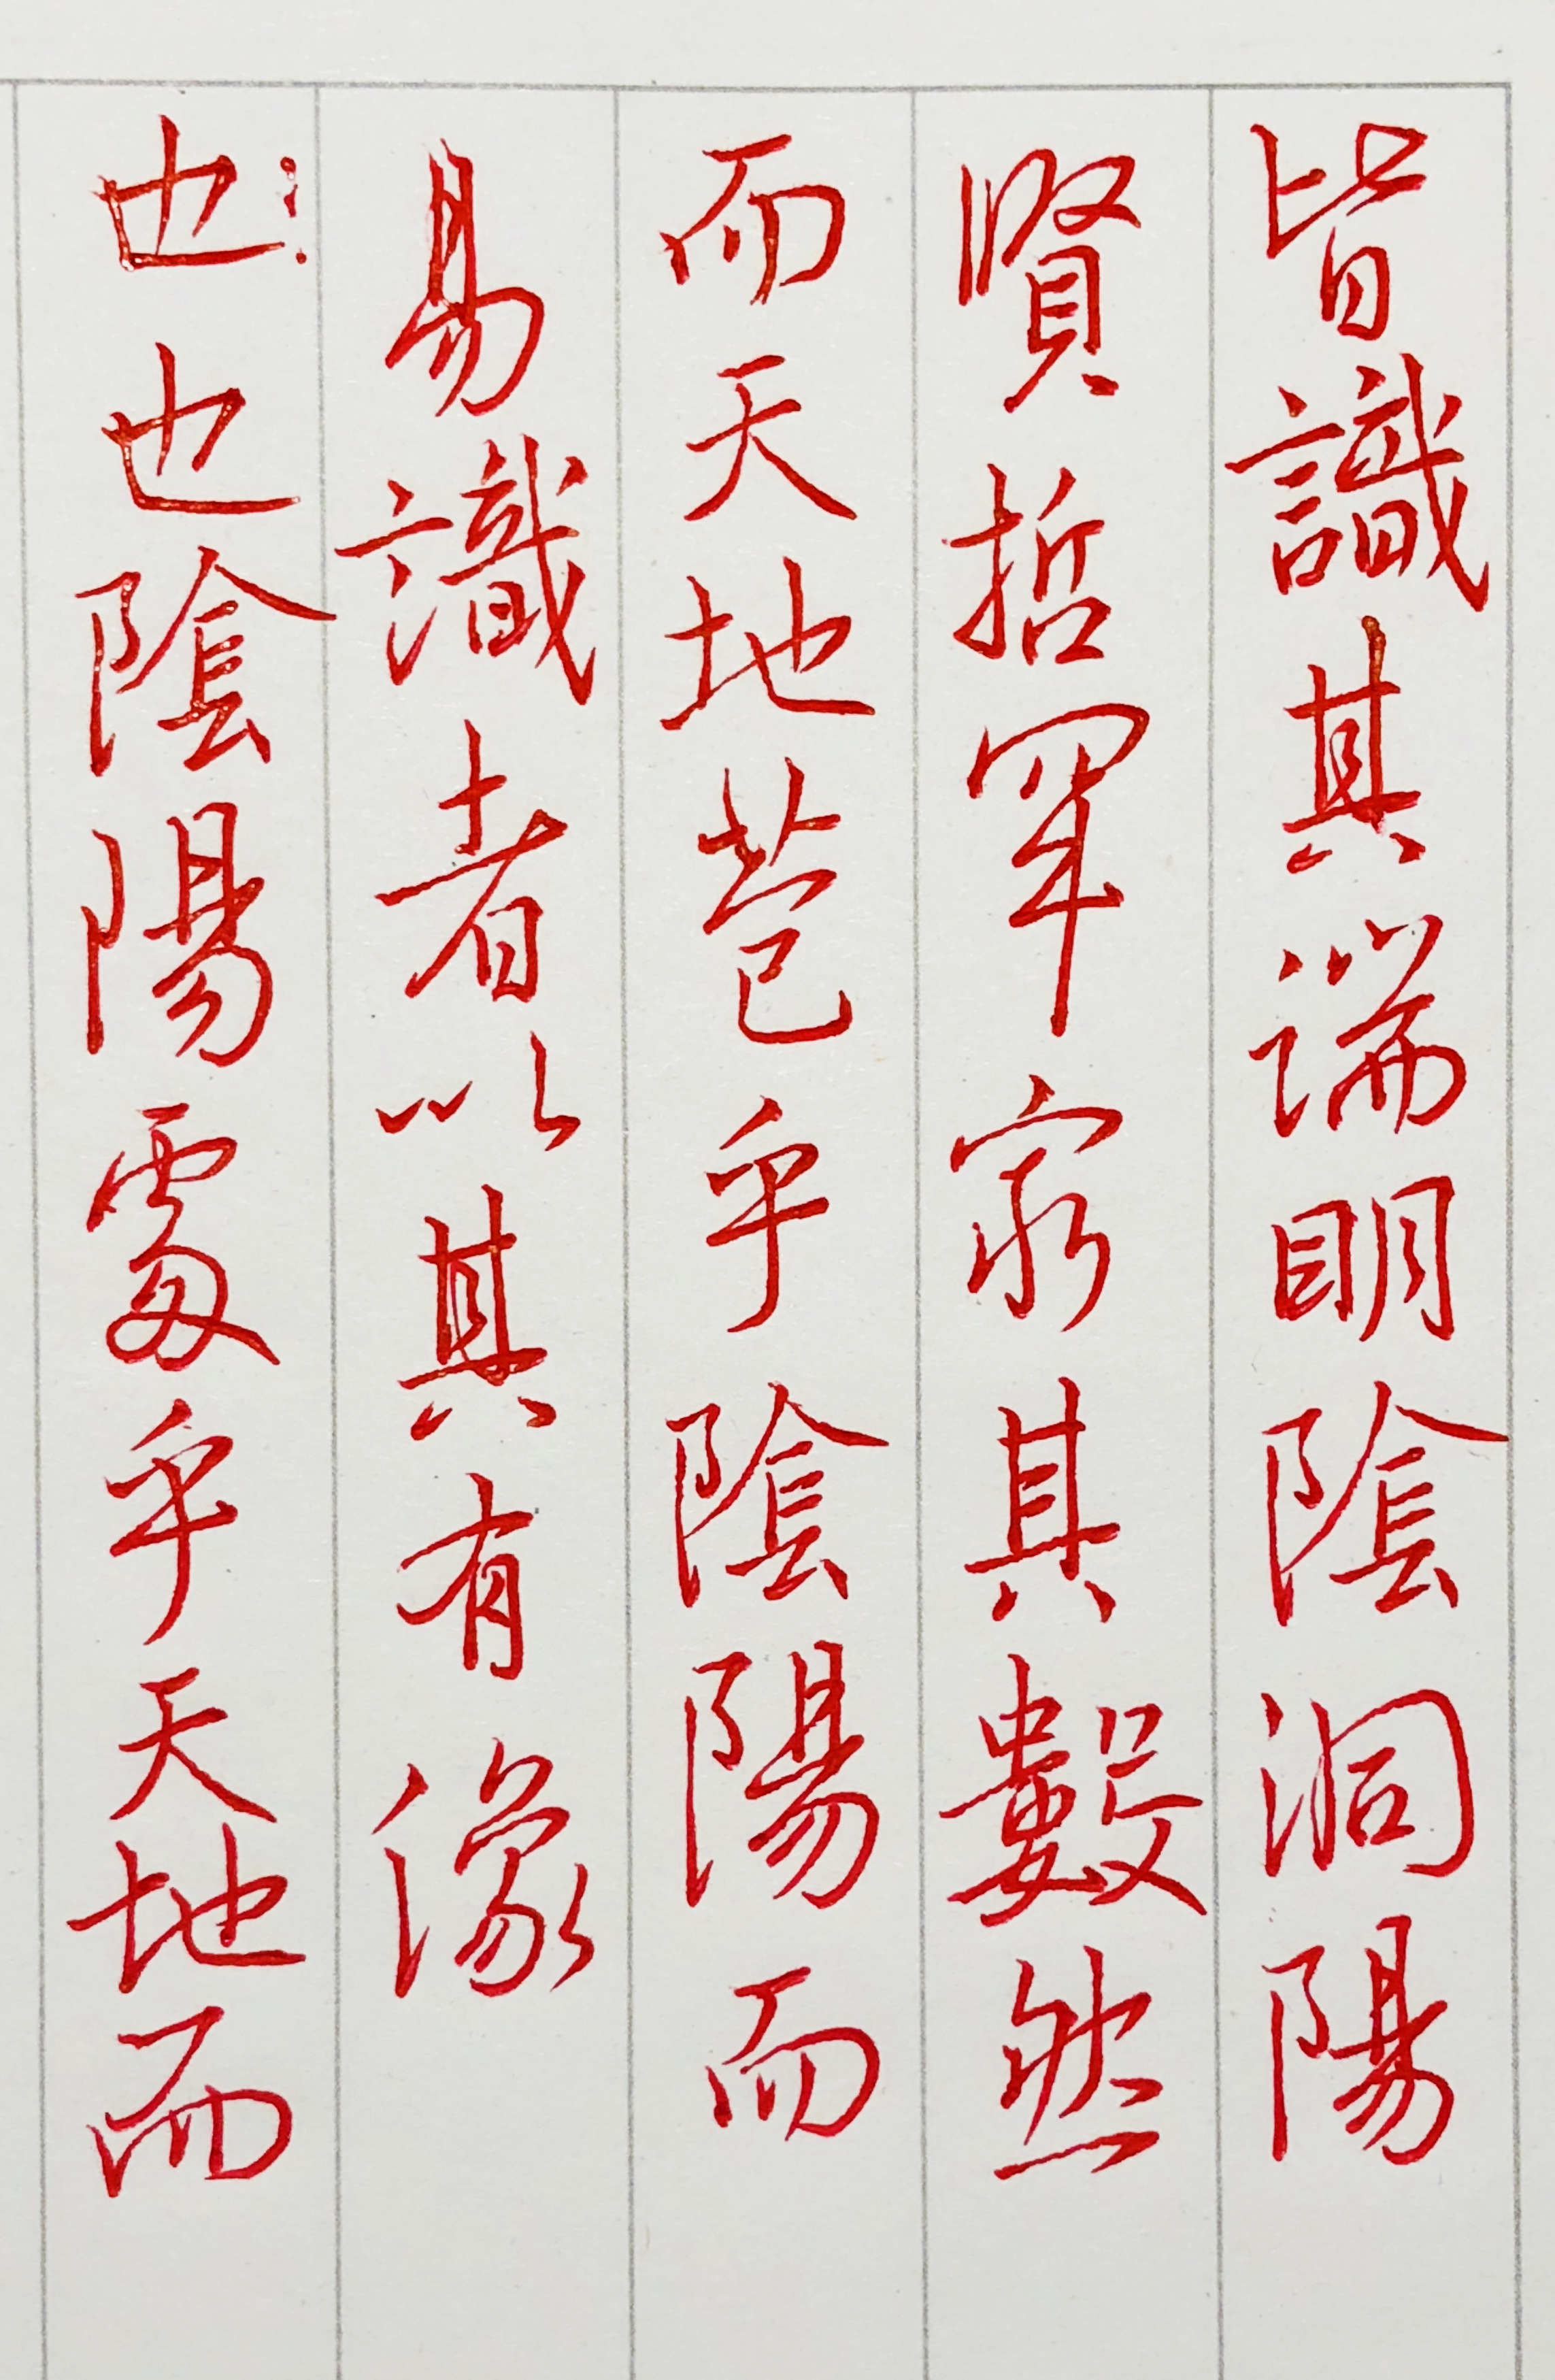 皆識其端明陰洞陽
賢哲罕窮其數然
而天地苞乎陰陽而
易識者以其有像
也也陰陽處乎天地而